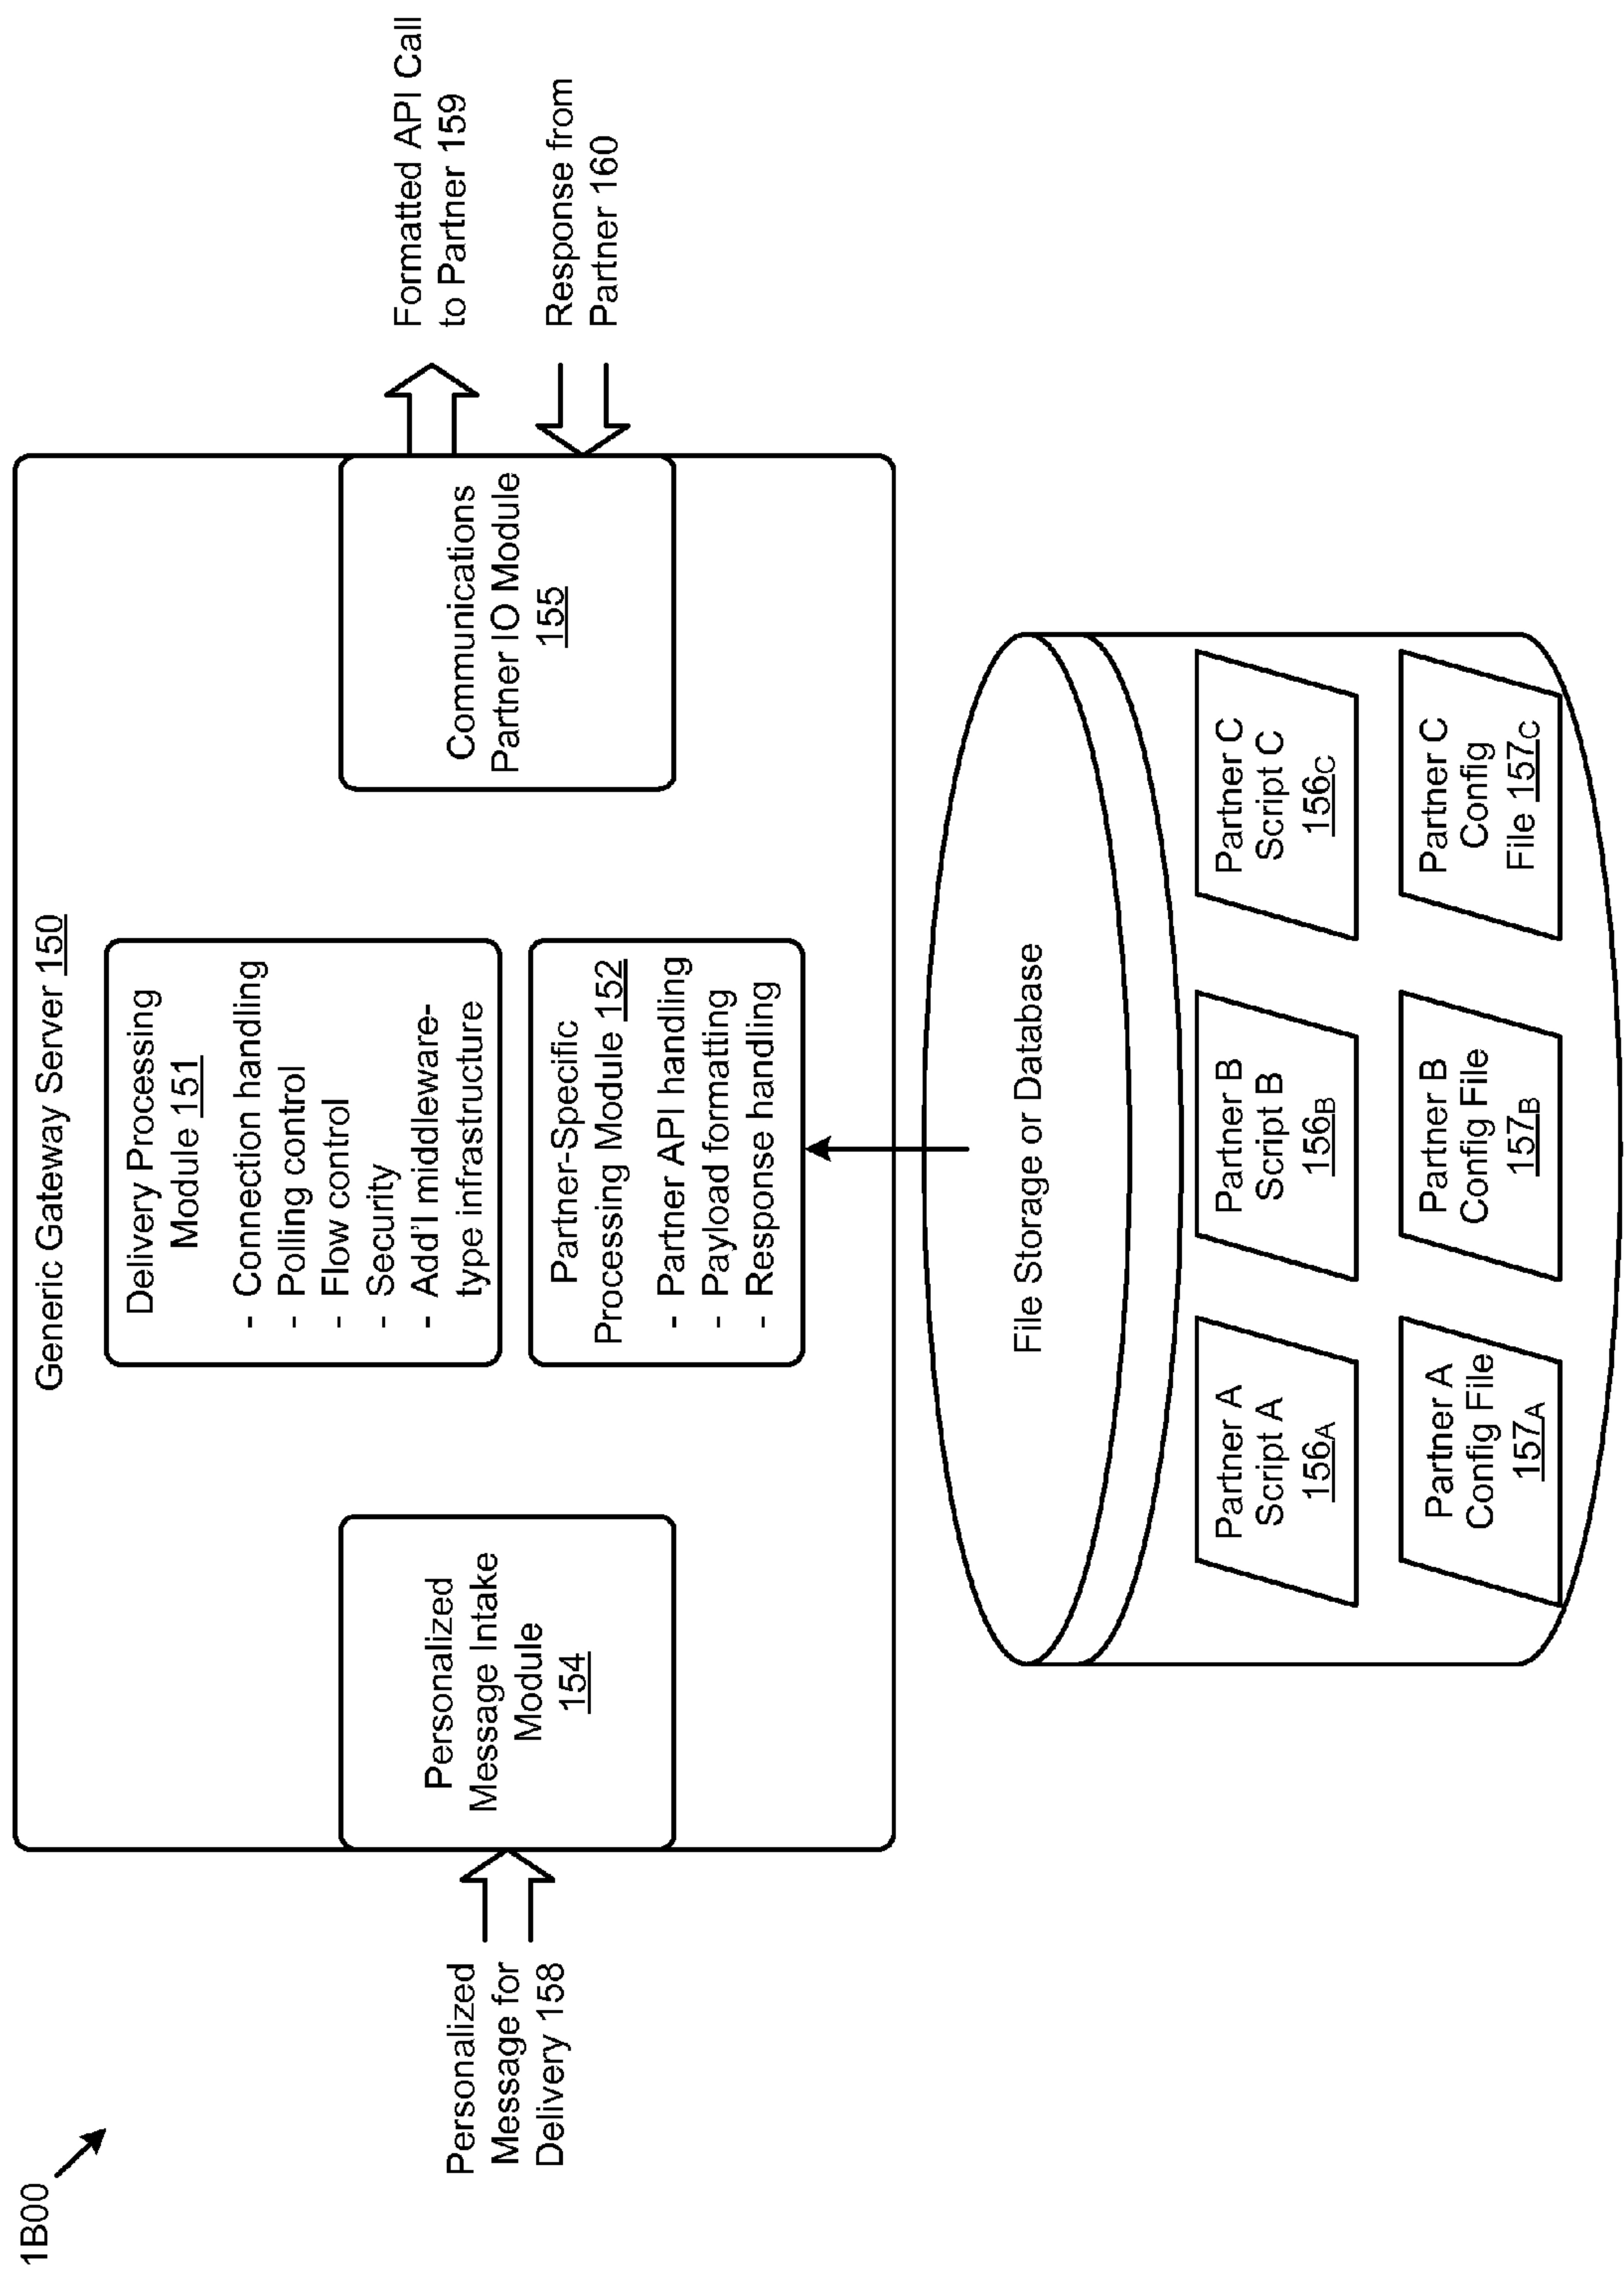 1B00
Generic Gateway Server 150
Personalized
Message for
Delivery 158
Personalized
Message Intake
Module
154
Delivery Processing
Module 151
- Connection handling
- Polling control
- Flow control
- Security
- Add'l middleware-
type infrastructure
Partner-Specific
Processing Module 152
- Partner API handling
- Payload formatting
- Response handling
Communications
Partner IO Module
155
Formatted API Call
to Partner 159
Response from
Partner 160
File Storage or Database
Partner A
Script A
156A
Partner B
Script B
156B
Partner C
Script C
156C
Partner A
Config File
157A
Partner B
Config File
157B
Partner C
Config
File 157C